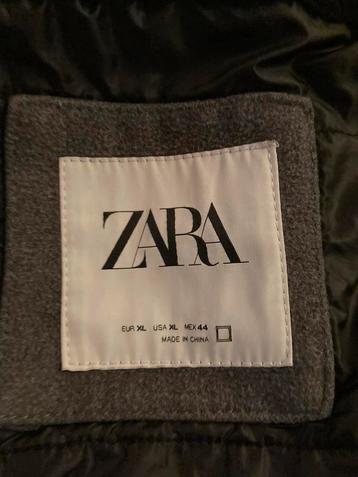 ZARA
EUR XL USA XL MEX 44
MADE IN CHINA